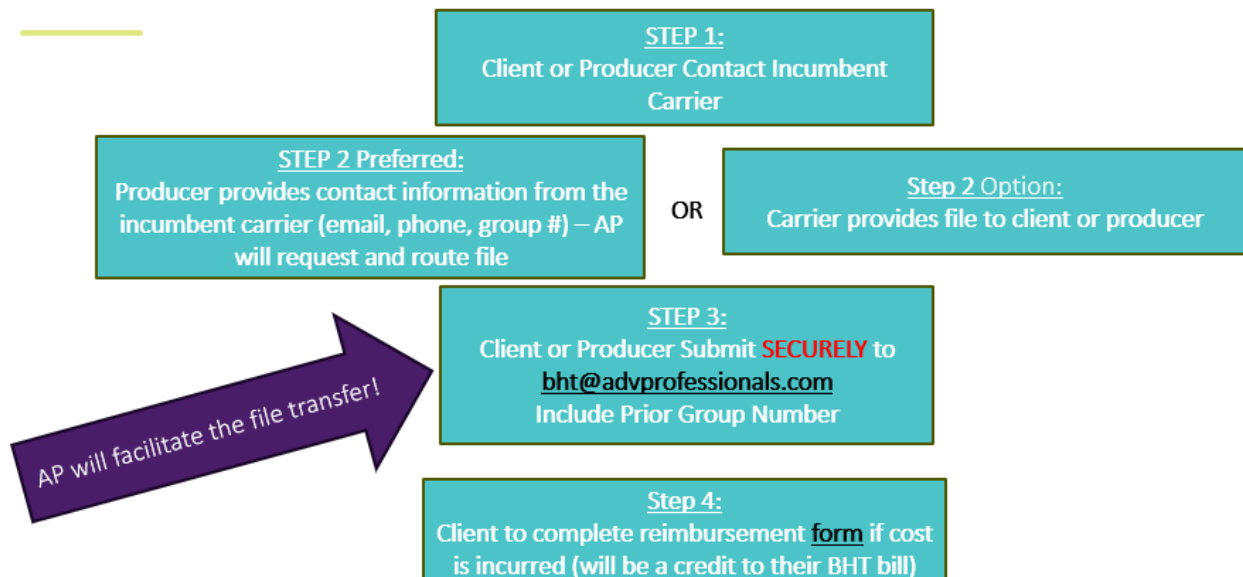 STEP 1:
Client or Producer Contact Incumbent
Carrier
STEP 2 Preferred:
Producer provides contact information from the
incumbent carrier (email, phone, group #) – AP
will request and route file
OR
Step 2 Option:
Carrier provides file to client or producer
AP will facilitate the file transfer!
STEP 3:
Client or Producer Submit SECURELY to
bht@advprofessionals.com
Include Prior Group Number
Step 4:
Client to complete reimbursement form if cost
is incurred (will be a credit to their BHT bill)